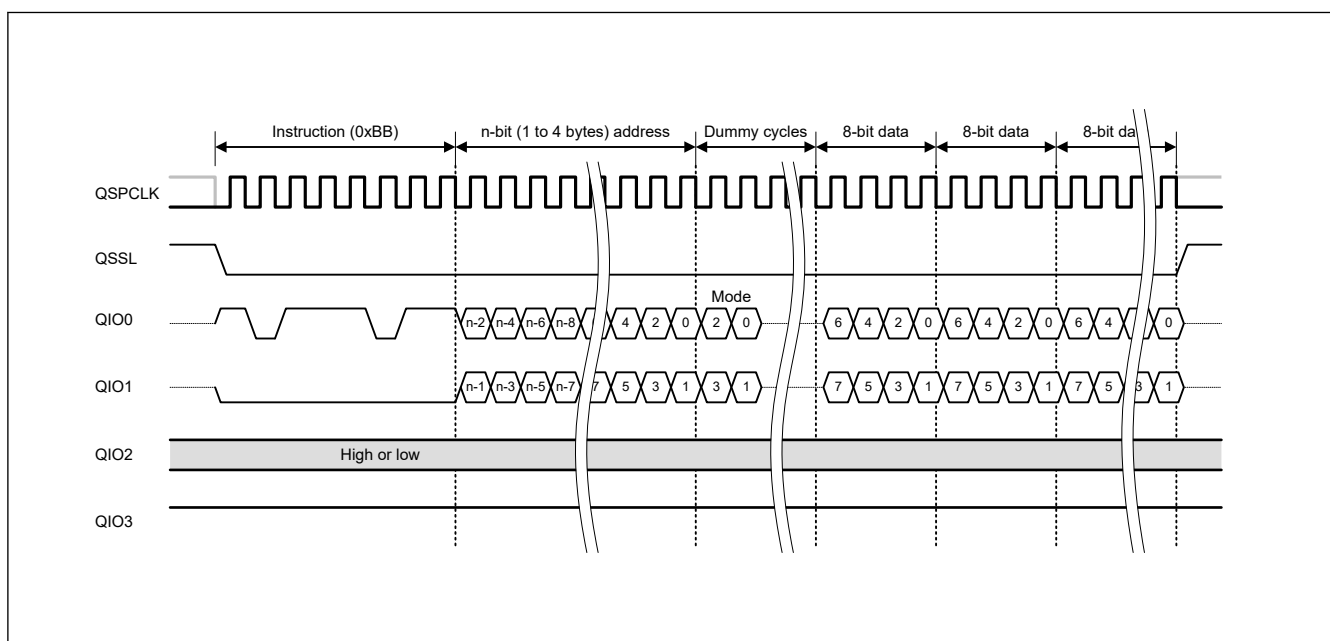 Instruction (0xBB) n-bit (1 to 4 bytes) address Dummy cycles 8-bit data 8-bit data 8-bit da
QSPCLK
QSSL
Mode
QIO0 n-2 n-4 n-6 n-8 4 2 0 2 0 6 4 2 0 6 4 2 0 6 4 0
QIO1 n-1 n-3 n-5 n-7 7 5 3 1 3 1 7 5 3 1 7 5 3 1 7 5 3 1
QIO2 High or low
QIO3